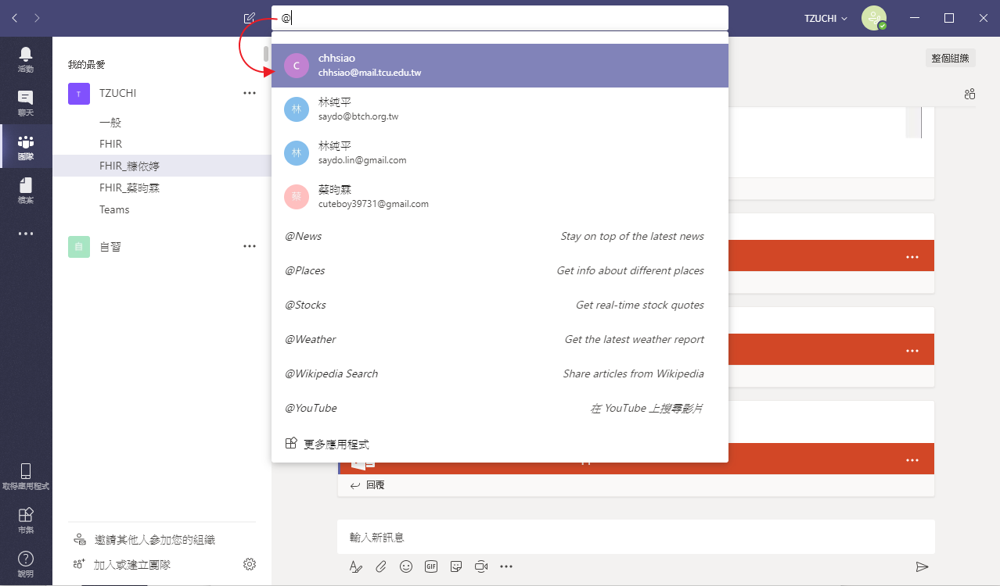 @
TZUCHI
活動
聊天
團隊
檔案
取得應用程式
市集
說明
我的最愛
T
TZUCHI
一般
FHIR
FHIR_糠依婷
FHIR_蔡昀霖
Teams
自
自習
邀請其他人參加您的組織
加入或建立團隊
C
chhsiao
chhsiao@mail.tcu.edu.tw
林
林純平
saydo@btch.org.tw
林
林純平
saydo.lin@gmail.com
蔡
蔡昀霖
cuteboy39731@gmail.com
@News Stay on top of the latest news
@Places Get info about different places
@Stocks Get real-time stock quotes
@Weather Get the latest weather report
@Wikipedia Search Share articles from Wikipedia
@YouTube 在 YouTube 上搜尋影片
更多應用程式
整個組織
回覆
輸入新訊息
GIF